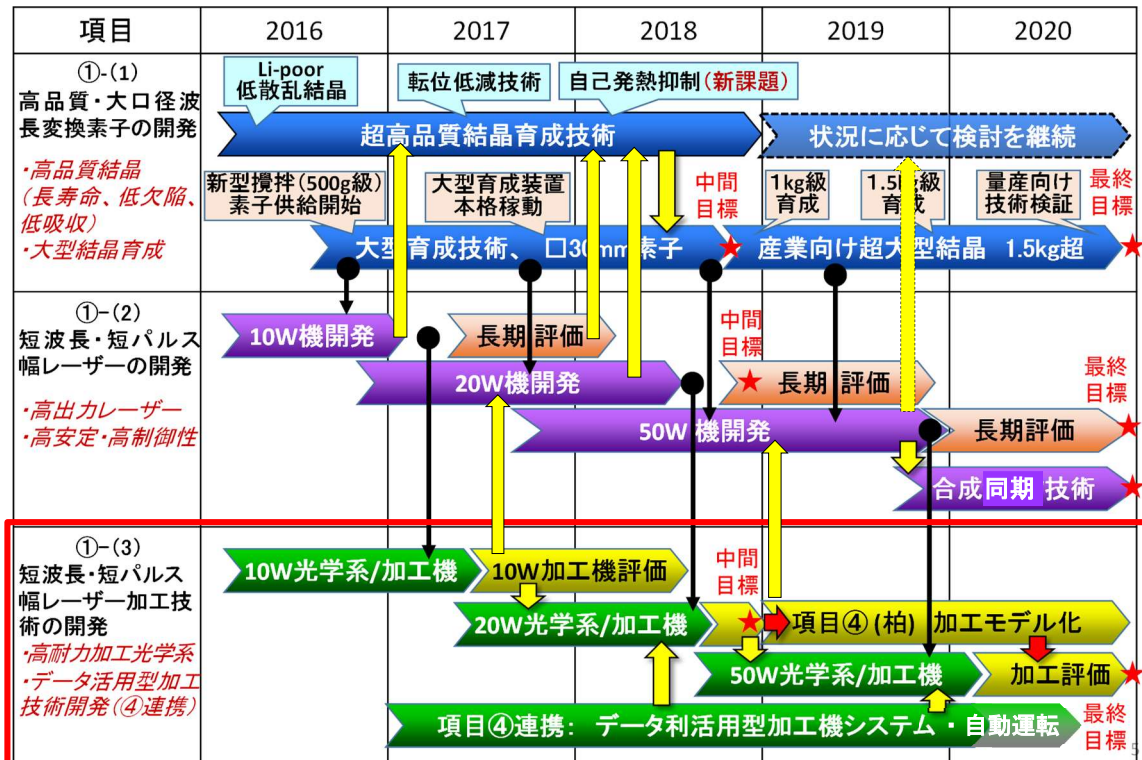 項目
2016
2017
2018
2019
2020
①-(1)
高品質・大口径波
長変換素子の開発
・高品質結晶
(長寿命、低欠陥、
低吸収)
・大型結晶育成
Li-poor
低散乱結晶
転位低減技術
自己発熱抑制(新課題)
超高品質結晶育成技術
状況に応じて検討を継続
新型攪拌(500g級)
素子供給開始
大型育成装置
本格稼動
中間
目標
1kg級
育成
1.5kg級
育成
量産向け
技術検証
最終
目標
大型育成技術、 □30mm素子
産業向け超大型結晶 1.5kg超
①-(2)
短波長・短パルス
幅レーザーの開発
・高出力レーザー
・高安定・高制御性
10W機開発
長期評価
中間
目標
20W機開発
長期評価
最終
目標
50W機開発
長期評価
合成同期技術
①-(3)
短波長・短パルス
幅レーザー加工技
術の開発
・高耐力加工光学系
・データ活用型加工
技術開発(④連携)
10W光学系/加工機
10W加工機評価
中間
目標
20W光学系/加工機
項目④(柏) 加工モデル化
50W光学系/加工機
加工評価
項目④連携: データ利活用型加工機システム・自動運転
最終
目標
5